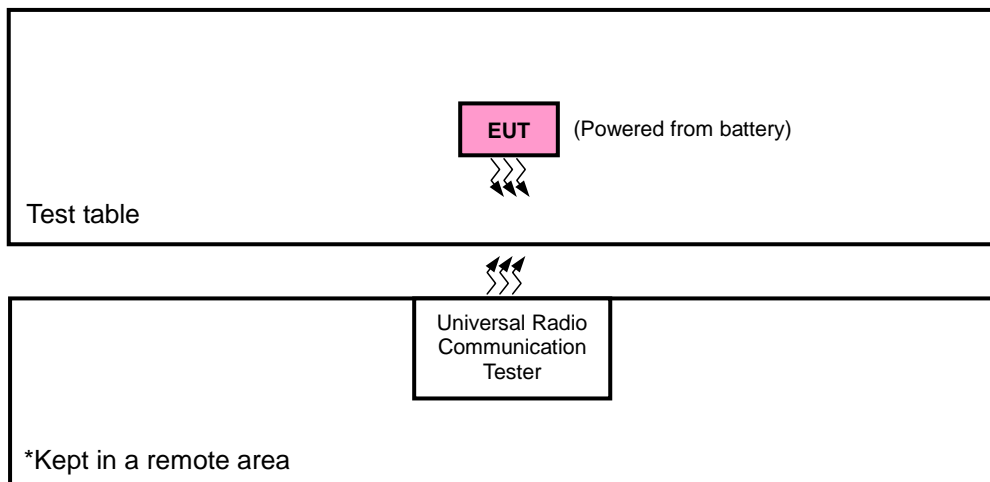 EUT
(Powered from battery)
Test table
Universal Radio
Communication
Tester
*Kept in a remote area